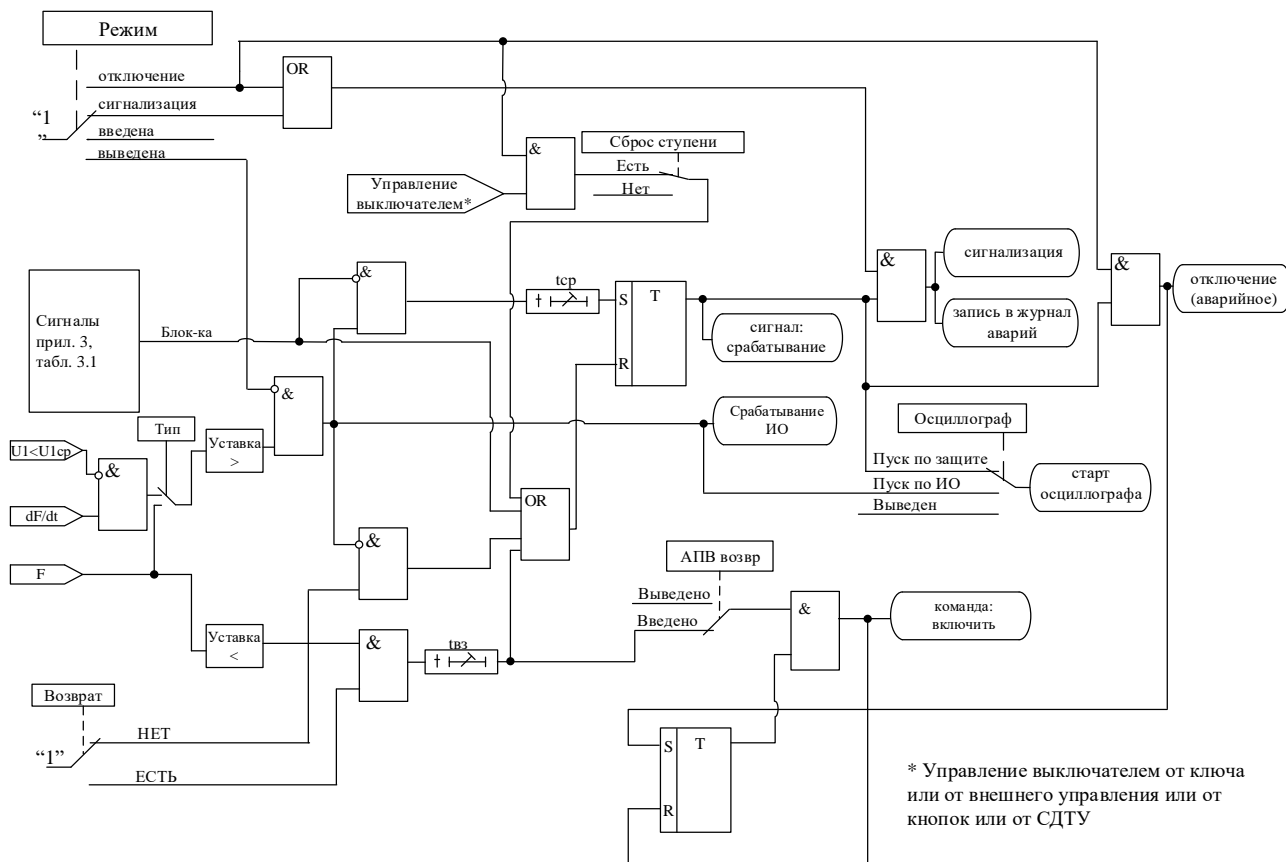 Режим
отключение
OR
сигнализация
“1
”
введена
выведена
&
Сброс ступени
Есть
Нет
Управление
выключателем*
&
tср
S
T
R
сигнал:
срабатывание
&
сигнализация
запись в журнал
аварий
&
отключение
(аварийное)
Сигналы
прил. 3,
табл. 3.1
Блок-ка
&
Тип
Уставка
>
U1<U1ср
&
dF/dt
F
Срабатывание
ИО
Осциллограф
Пуск по защите
Пуск по ИО
Выведен
старт
осциллографа
OR
&
АПВ возвр
Выведено
Введено
&
команда:
включить
Уставка
<
&
tвз
Возврат
“1”
НЕТ
ЕСТЬ
S
T
R
* Управление выключателем от ключа
или от внешнего управления или от
кнопок или от СДТУ